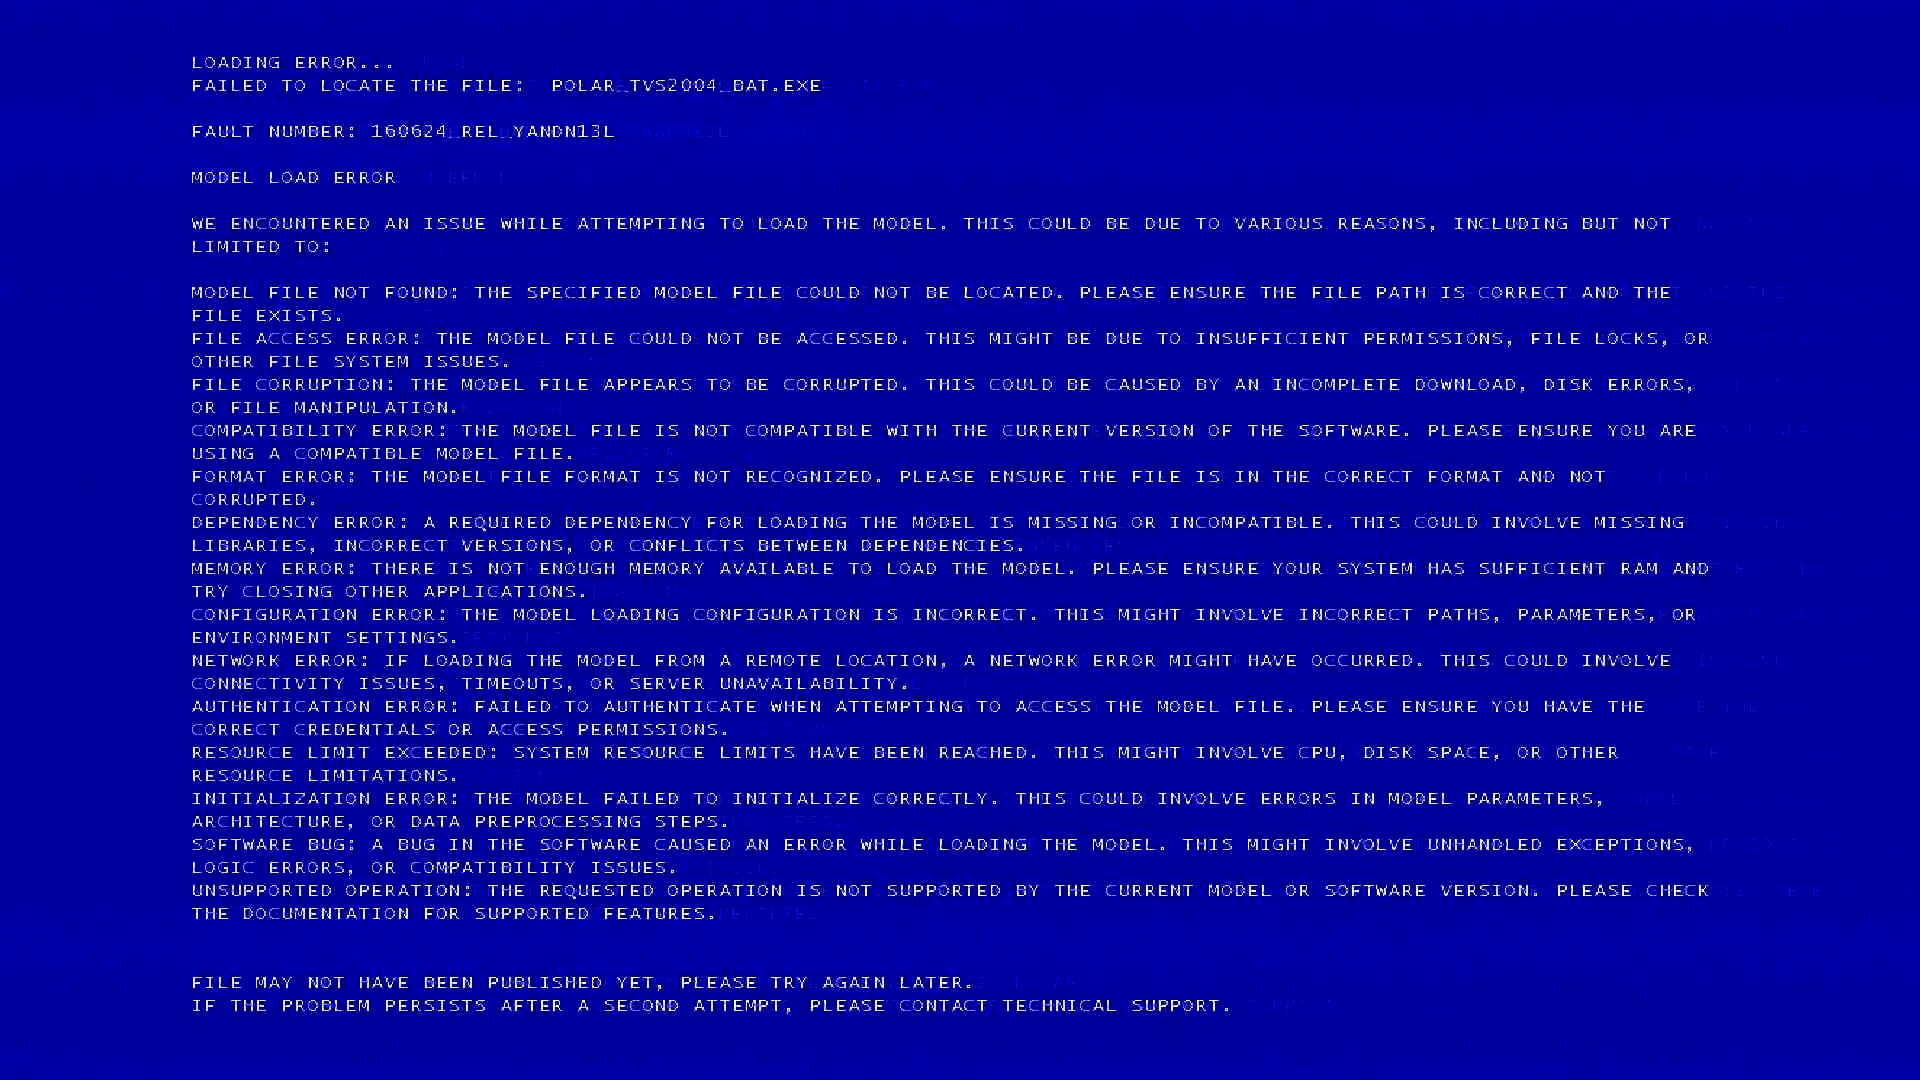 LOADING ERROR...
FAILED TO LOCATE THE FILE:  POLAR_TVS2004_BAT.EXE
FAULT NUMBER: 160624_REL_YANDN13L
MODEL LOAD ERROR
WE ENCOUNTERED AN ISSUE WHILE ATTEMPTING TO LOAD THE MODEL. THIS COULD BE DUE TO VARIOUS REASONS, INCLUDING BUT NOT
LIMITED TO:
MODEL FILE NOT FOUND: THE SPECIFIED MODEL FILE COULD NOT BE LOCATED. PLEASE ENSURE THE FILE PATH IS CORRECT AND THE
FILE EXISTS.
FILE ACCESS ERROR: THE MODEL FILE COULD NOT BE ACCESSED. THIS MIGHT BE DUE TO INSUFFICIENT PERMISSIONS, FILE LOCKS, OR
OTHER FILE SYSTEM ISSUES.
FILE CORRUPTION: THE MODEL FILE APPEARS TO BE CORRUPTED. THIS COULD BE CAUSED BY AN INCOMPLETE DOWNLOAD, DISK ERRORS,
OR FILE MANIPULATION.
COMPATIBILITY ERROR: THE MODEL FILE IS NOT COMPATIBLE WITH THE CURRENT VERSION OF THE SOFTWARE. PLEASE ENSURE YOU ARE
USING A COMPATIBLE MODEL FILE.
FORMAT ERROR: THE MODEL FILE FORMAT IS NOT RECOGNIZED. PLEASE ENSURE THE FILE IS IN THE CORRECT FORMAT AND NOT
CORRUPTED.
DEPENDENCY ERROR: A REQUIRED DEPENDENCY FOR LOADING THE MODEL IS MISSING OR INCOMPATIBLE. THIS COULD INVOLVE MISSING
LIBRARIES, INCORRECT VERSIONS, OR CONFLICTS BETWEEN DEPENDENCIES.
MEMORY ERROR: THERE IS NOT ENOUGH MEMORY AVAILABLE TO LOAD THE MODEL. PLEASE ENSURE YOUR SYSTEM HAS SUFFICIENT RAM AND
TRY CLOSING OTHER APPLICATIONS.
CONFIGURATION ERROR: THE MODEL LOADING CONFIGURATION IS INCORRECT. THIS MIGHT INVOLVE INCORRECT PATHS, PARAMETERS, OR
ENVIRONMENT SETTINGS.
NETWORK ERROR: IF LOADING THE MODEL FROM A REMOTE LOCATION, A NETWORK ERROR MIGHT HAVE OCCURRED. THIS COULD INVOLVE
CONNECTIVITY ISSUES, TIMEOUTS, OR SERVER UNAVAILABILITY.
AUTHENTICATION ERROR: FAILED TO AUTHENTICATE WHEN ATTEMPTING TO ACCESS THE MODEL FILE. PLEASE ENSURE YOU HAVE THE
CORRECT CREDENTIALS OR ACCESS PERMISSIONS.
RESOURCE LIMIT EXCEEDED: SYSTEM RESOURCE LIMITS HAVE BEEN REACHED. THIS MIGHT INVOLVE CPU, DISK SPACE, OR OTHER
RESOURCE LIMITATIONS.
INITIALIZATION ERROR: THE MODEL FAILED TO INITIALIZE CORRECTLY. THIS COULD INVOLVE ERRORS IN MODEL PARAMETERS,
ARCHITECTURE, OR DATA PREPROCESSING STEPS.
SOFTWARE BUG: A BUG IN THE SOFTWARE CAUSED AN ERROR WHILE LOADING THE MODEL. THIS MIGHT INVOLVE UNHANDLED EXCEPTIONS,
LOGIC ERRORS, OR COMPATIBILITY ISSUES.
UNSUPPORTED OPERATION: THE REQUESTED OPERATION IS NOT SUPPORTED BY THE CURRENT MODEL OR SOFTWARE VERSION. PLEASE CHECK
THE DOCUMENTATION FOR SUPPORTED FEATURES.
FILE MAY NOT HAVE BEEN PUBLISHED YET, PLEASE TRY AGAIN LATER.
IF THE PROBLEM PERSISTS AFTER A SECOND ATTEMPT, PLEASE CONTACT TECHNICAL SUPPORT.